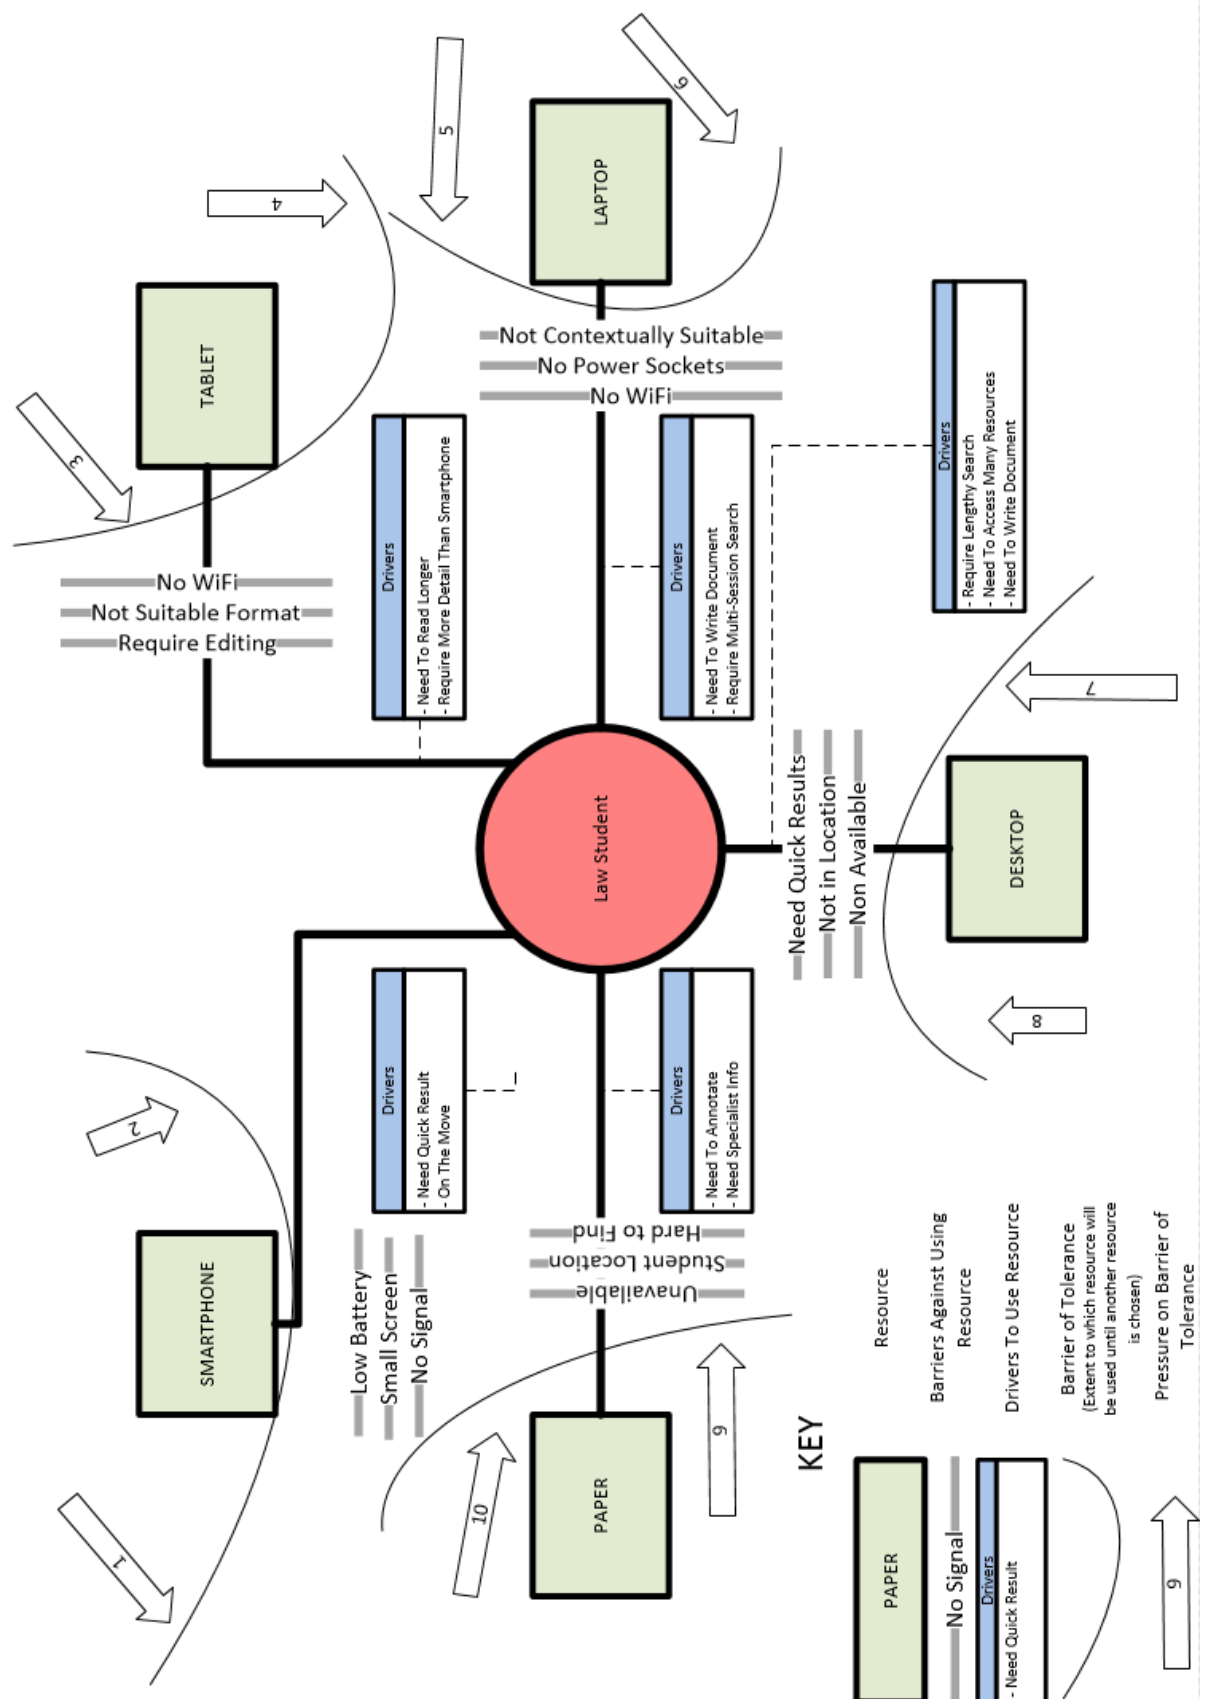 1
2
3
4
5
6
7
8
9
10
SMARTPHONE
TABLET
LAPTOP
DESKTOP
PAPER
Law Student
Low Battery
Small Screen
No Signal
No WiFi
Not Suitable Format
Require Editing
Not Contextually Suitable
No Power Sockets
No WiFi
Need Quick Results
Not in Location
Non Available
Hard to Find
Student Location
Unavailable
Drivers
- Need Quick Result
- On The Move
Drivers
- Need To Read Longer
- Require More Detail Than Smartphone
Drivers
- Need To Annotate
- Need Specialist Info
Drivers
- Need To Write Document
- Require Multi-Session Search
Drivers
- Require Lengthy Search
- Need To Access Many Resources
- Need To Write Document
KEY
PAPER
Resource
No Signal
Barriers Against Using
Resource
Drivers
- Need Quick Result
Drivers To Use Resource
Barrier of Tolerance
(Extent to which resource will
be used until another resource
is chosen)
9
Pressure on Barrier of
Tolerance